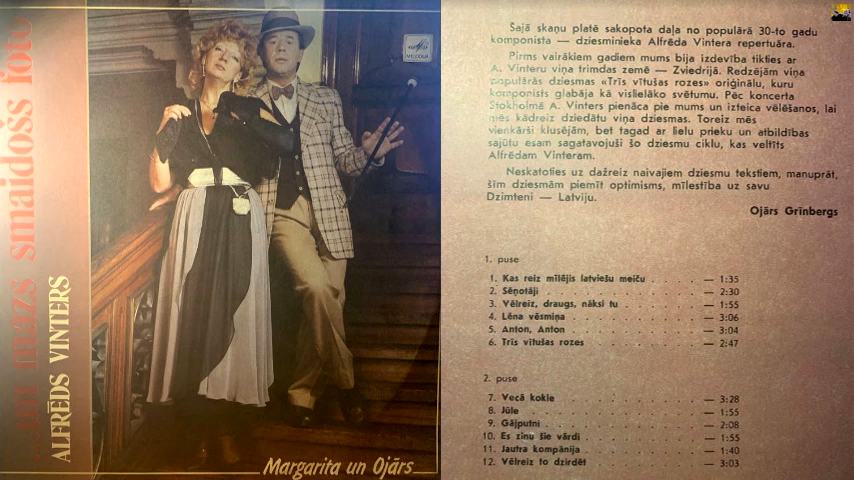 ... un mazs smaidošs foto
ALFRĒDS VINTERS
МЕЛОДИЯ
Margarita un Ojārs
Šajā skaņu platē sakopota daļa no populārā 30-to gadu
komponista — dziesminieka Alfrēda Vintera repertuāra.
Pirms vairākiem gadiem mums bija izdevība tikties ar
A. Vinteru viņa trimdas zemē — Zviedrijā. Redzējām viņa
populārās dziesmas «Trīs vītušas rozes» oriģinālu, kuru
komponists glabāja kā vislielāko svētumu. Pēc koncerta
Stokholmā A. Vinters pienāca pie mums un izteica vēlēšanos, lai
mēs kādreiz dziedātu viņa dziesmas. Toreiz mēs
vienkārši klusējām, bet tagad ar lielu prieku un atbildības
sajūtu esam sagatavojuši šo dziesmu ciklu, kas veltīts
Alfrēdam Vinteram.
Neskatoties uz dažreiz naivajiem dziesmu tekstiem, manuprāt,
šīm dziesmām piemīt optimisms, mīlestība uz savu
Dzimteni — Latviju.
Ojārs Grīnbergs
1. puse
1. Kas reiz mīlējis latviešu meiču — 1:35
2. Sēņotāji — 2:30
3. Vēlreiz, draugs, nāksi tu — 1:55
4. Lēna vēsmiņa — 3:06
5. Anton, Anton — 3:04
6. Trīs vītušas rozes — 2:47
2. puse
7. Vecā kokle — 3:28
8. Jūle — 1:55
9. Gājputni — 2:08
10. Es zinu šie vārdi — 1:55
11. Jautra kompānija — 1:40
12. Vēlreiz to dzirdēt — 3:03